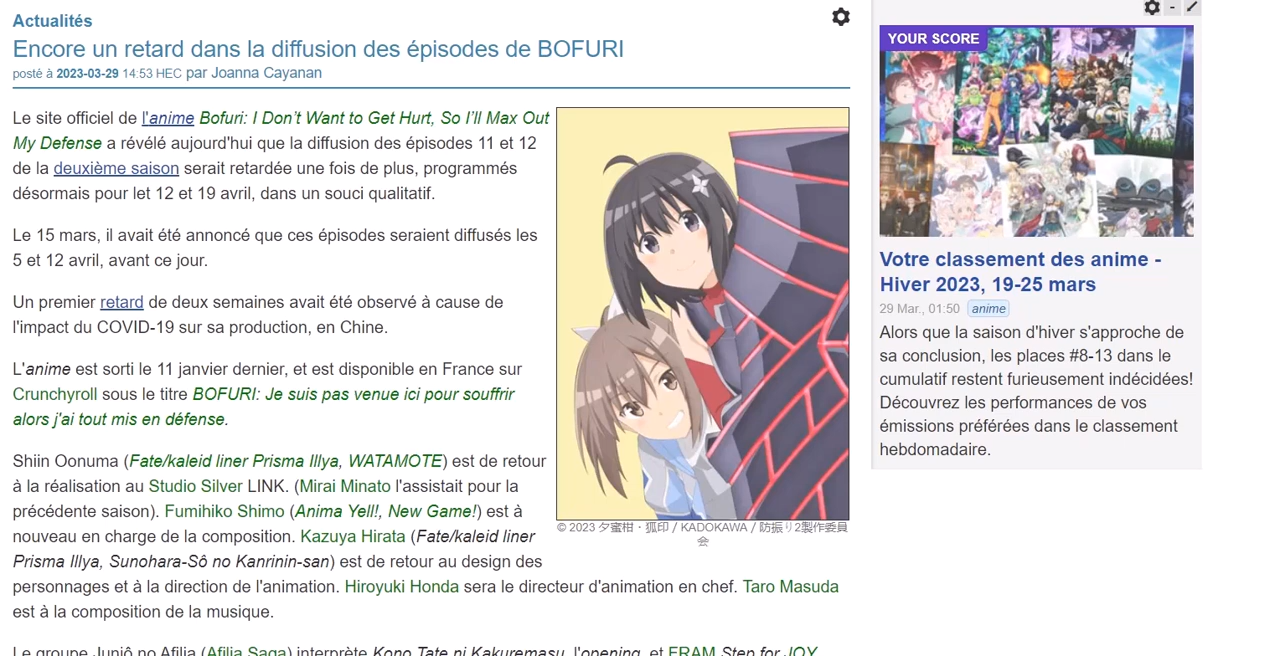 Actualités
Encore un retard dans la diffusion des épisodes de BOFURI
posté à 2023-03-29 14:53 HEC par Joanna Cayanan
Le site officiel de l'anime Bofuri: I Don't Want to Get Hurt, So I'll Max Out
My Defense a révélé aujourd'hui que la diffusion des épisodes 11 et 12
de la deuxième saison serait retardée une fois de plus, programmés
désormais pour let 12 et 19 avril, dans un souci qualitatif.
Le 15 mars, il avait été annoncé que ces épisodes seraient diffusés les
5 et 12 avril, avant ce jour.
Un premier retard de deux semaines avait été observé à cause de
l'impact du COVID-19 sur sa production, en Chine.
L'anime est sorti le 11 janvier dernier, et est disponible en France sur
Crunchyroll sous le titre BOFURI: Je suis pas venue ici pour souffrir
alors j'ai tout mis en défense.
Shiin Oonuma (Fate/kaleid liner Prisma Illya, WATAMOTE) est de retour
à la réalisation au Studio Silver LINK. (Mirai Minato l'assistait pour la
précédente saison). Fumihiko Shimo (Anima Yell!, New Game!) est à
nouveau en charge de la composition. Kazuya Hirata (Fate/kaleid liner
Prisma Illya, Sunohara-Sô no Kanrinin-san) est de retour au design des
personnages et à la direction de l'animation. Hiroyuki Honda sera le directeur d'animation en chef. Taro Masuda
est à la composition de la musique.
Le groupe Junjô no Afilia (Afilia Saga) interprète Kono Tate ni Kakuremasu, l'opening, et FRAM Step for JOY
© 2023 夕蜜柑・狐印 / KADOKAWA / 防振り2製作委員
会
YOUR SCORE
Votre classement des anime -
Hiver 2023, 19-25 mars
29 Mar., 01:50 anime
Alors que la saison d'hiver s'approche de
sa conclusion, les places #8-13 dans le
cumulatif restent furieusement indécidées!
Découvrez les performances de vos
émissions préférées dans le classement
hebdomadaire.